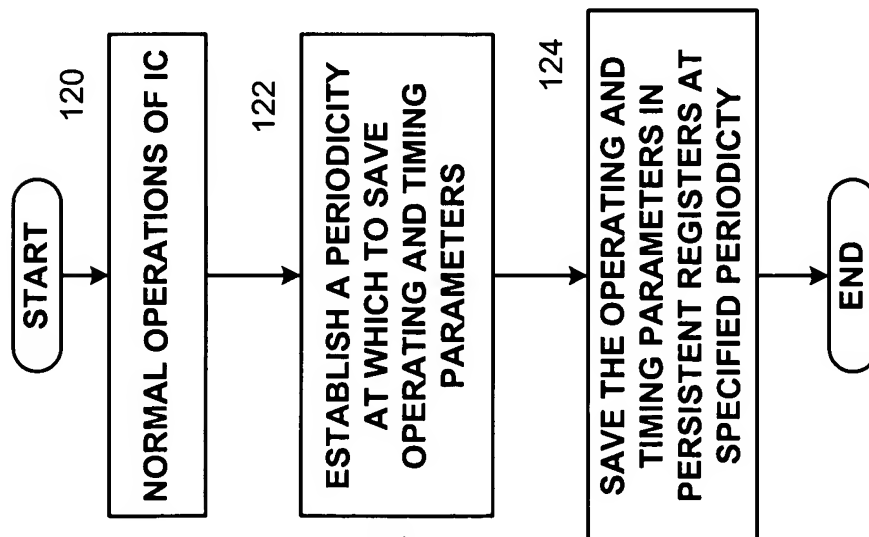 START
120
NORMAL OPERATIONS OF IC
122
ESTABLISH A PERIODICITY
AT WHICH TO SAVE
OPERATING AND TIMING
PARAMETERS
124
SAVE THE OPERATING AND
TIMING PARAMETERS IN
PERSISTENT REGISTERS AT
SPECIFIED PERIODICTY
END